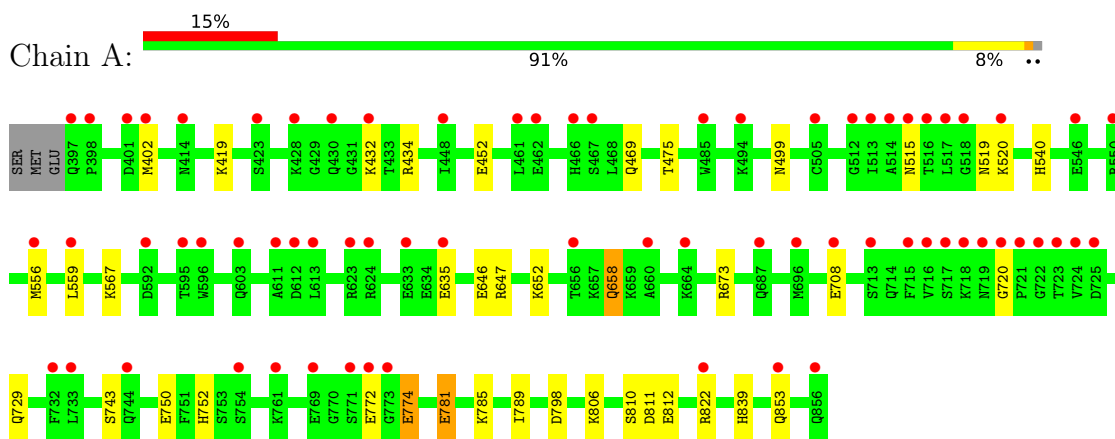 15%
Chain A:
91% 8% ••
SER MET GLU Q397 P398 D401 M402 N414 K419 S423 K428 G429 Q430 G431 K432 T433 R434 I448 E452 L461 E462 H466 S467 L468 Q469 T475 W485 K494 N499 C505 G512 I513 A514 N515 T516 L517 G518 N519 K520 H540 E546
M556 L559 K567 D592 T595 W596 Q603 A611 D612 L613 R623 R624 E633 E634 E635 E646 R647 K652 T656 K657 Q658 K659 A660 K664 R673 Q687 M696 E708 S713 Q714 F715 V716 S717 K718 N719 G720 P721 G722 T723 V724 D725
Q729 F732 L733 S743 Q744 E750 F751 H752 S753 S754 K761 E769 G770 S771 E772 G773 E774 E781 K785 I789 D798 K806 S810 D811 E812 R822 H839 Q853 Q856